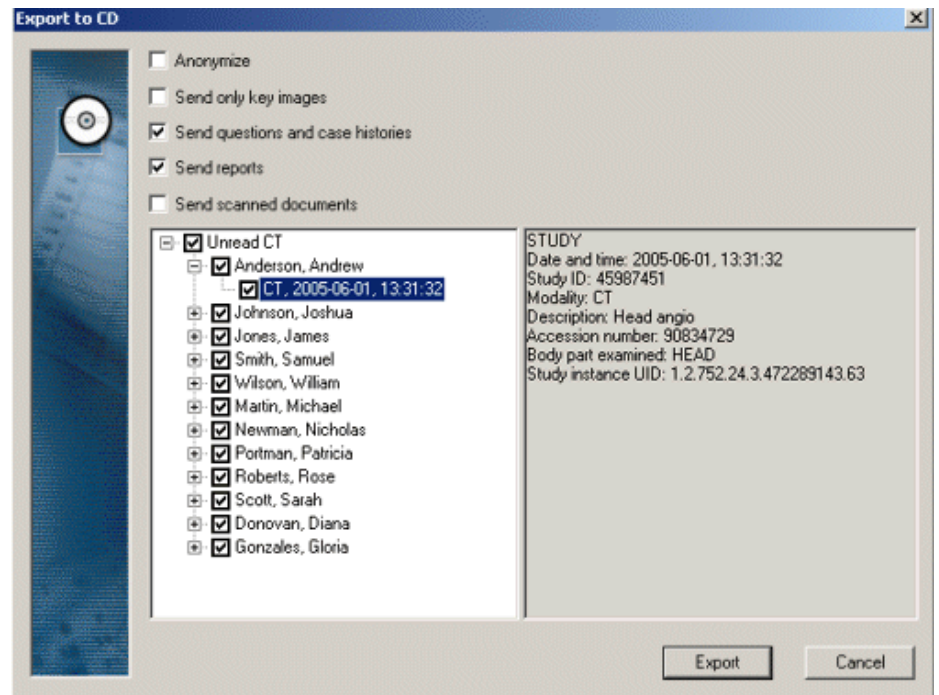 Export to CD
Anonymize
Send only key images
Send questions and case histories
Send reports
Send scanned documents
Unread CT
Anderson, Andrew
CT, 2005-06-01, 13:31:32
Johnson, Joshua
Jones, James
Smith, Samuel
Wilson, William
Martin, Michael
Newman, Nicholas
Portman, Patricia
Roberts, Rose
Scott, Sarah
Donovan, Diana
Gonzales, Gloria
STUDY
Date and time: 2005-06-01, 13:31:32
Study ID: 45987451
Modality: CT
Description: Head angio
Accession number: 90834729
Body part examined: HEAD
Study instance UID: 1.2.752.24.3.472289143.63
Export
Cancel